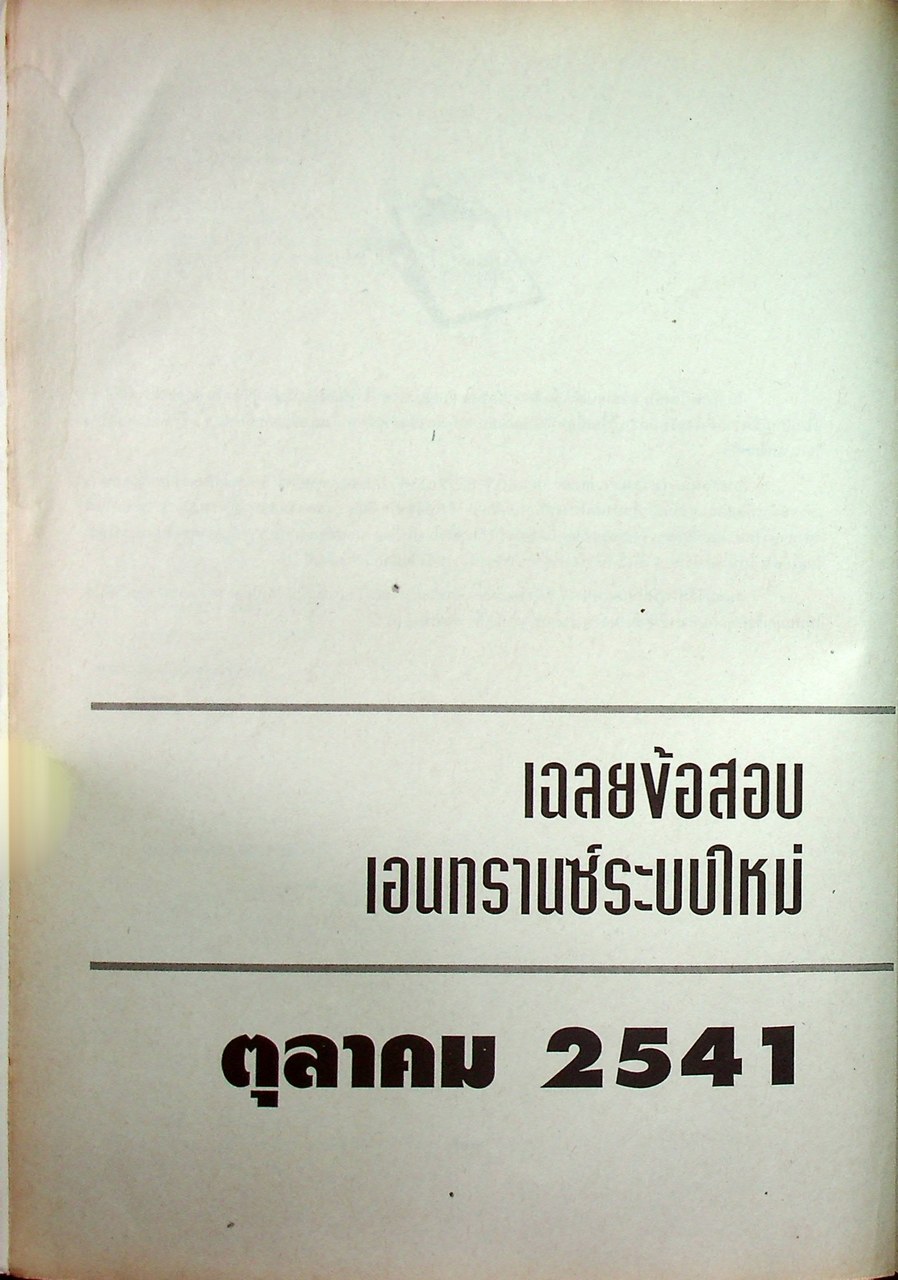 เฉลยข้อสอบ
เอนทรานซ์ระบบใหม่
ตุลาคม 2541